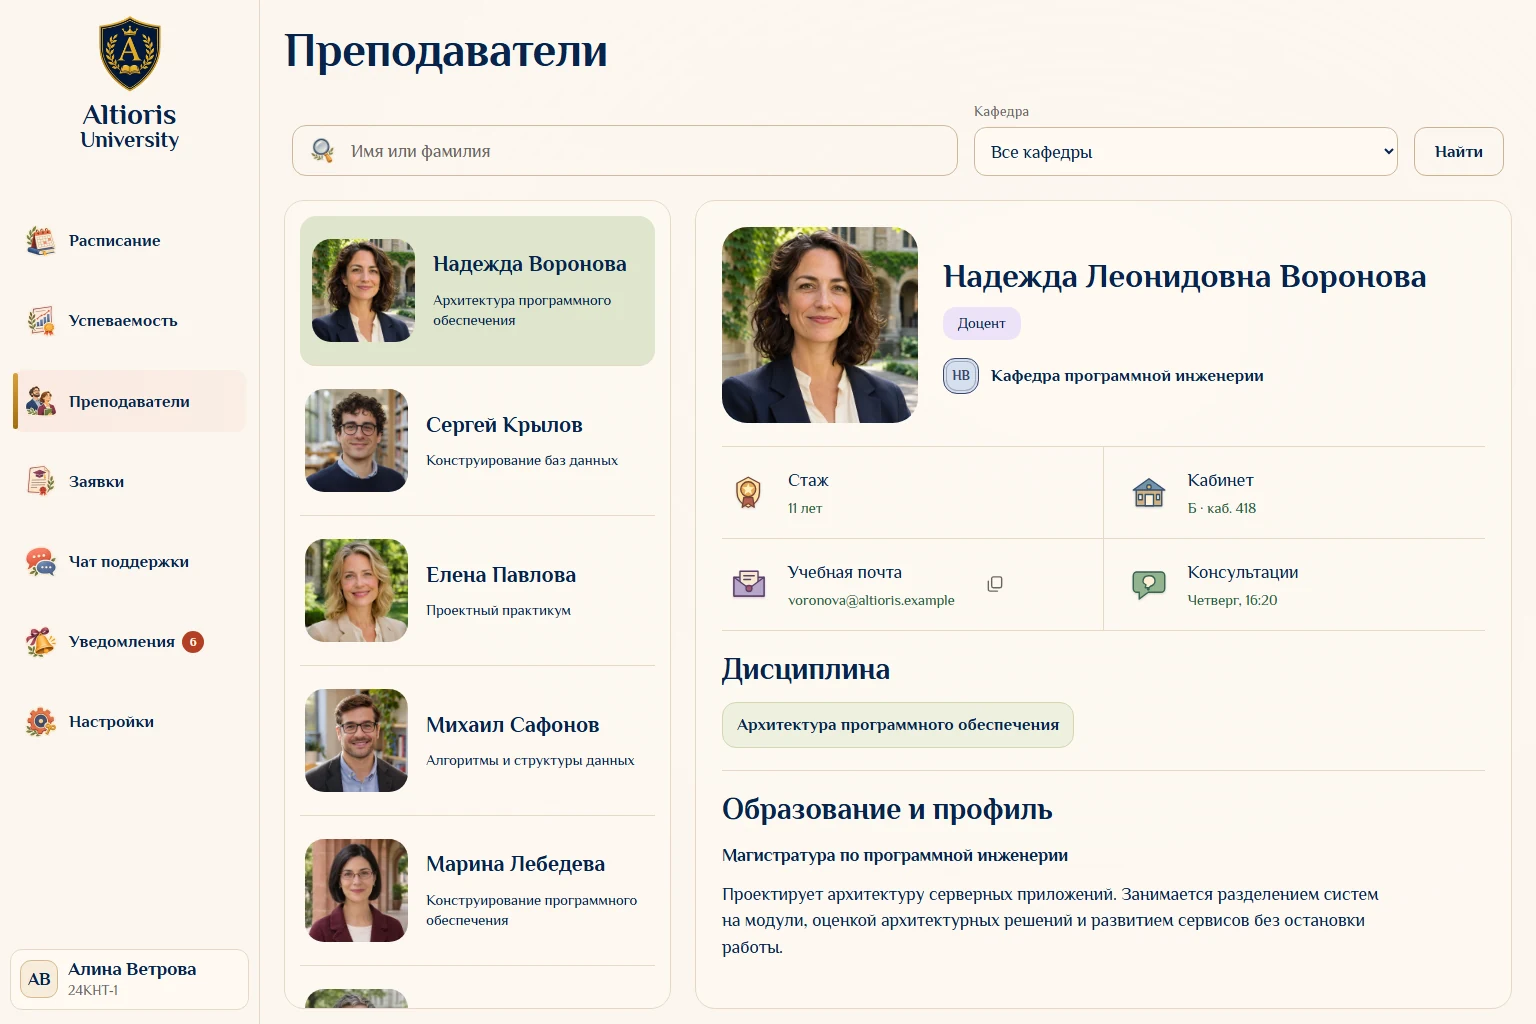 A
Altioris
University
Расписание
Успеваемость
Преподаватели
Заявки
Чат поддержки
Уведомления 6
Настройки
АВ
Алина Ветрова
24КНТ-1
Преподаватели
Имя или фамилия
Кафедра
Все кафедры
Найти
Надежда Воронова
Архитектура программного
обеспечения
Сергей Крылов
Конструирование баз данных
Елена Павлова
Проектный практикум
Михаил Сафонов
Алгоритмы и структуры данных
Марина Лебедева
Конструирование программного
обеспечения
Надежда Леонидовна Воронова
Доцент
НВ
Кафедра программной инженерии
Стаж
11 лет
Кабинет
Б · каб. 418
Учебная почта
voronova@altioris.example
Консультации
Четверг, 16:20
Дисциплина
Архитектура программного обеспечения
Образование и профиль
Магистратура по программной инженерии
Проектирует архитектуру серверных приложений. Занимается разделением систем
на модули, оценкой архитектурных решений и развитием сервисов без остановки
работы.